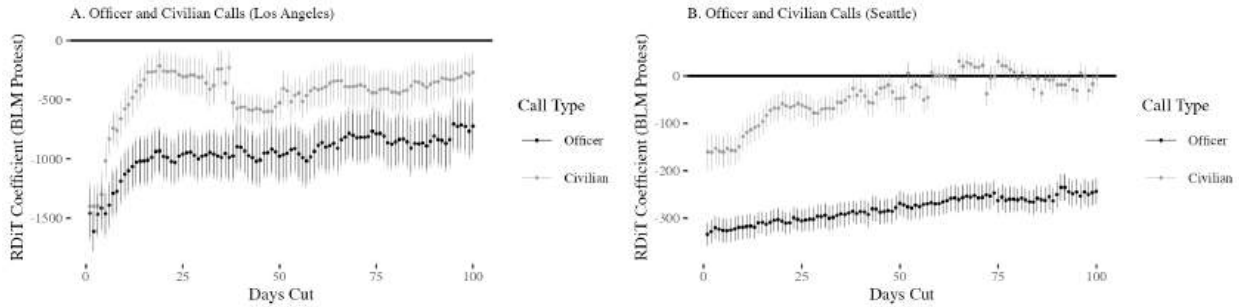 A. Officer and Civilian Calls (Los Angeles)
RDiT Coefficient (BLM Protest)
0
-500
-1000
-1500
0
25
50
75
100
Days Cut
Call Type
Officer
Civilian
B. Officer and Civilian Calls (Seattle)
RDiT Coefficient (BLM Protest)
0
-100
-200
-300
0
25
50
75
100
Days Cut
Call Type
Officer
Civilian